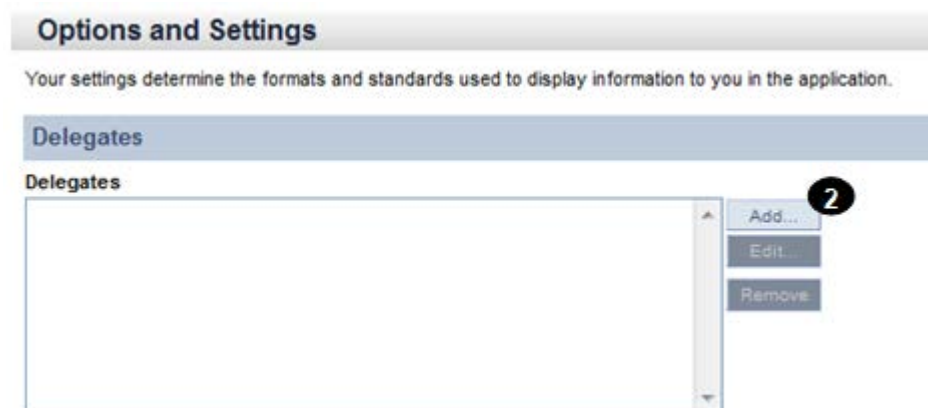 Options and Settings
Your settings determine the formats and standards used to display information to you in the application.
Delegates
Delegates
2
Add...
Edit...
Remove